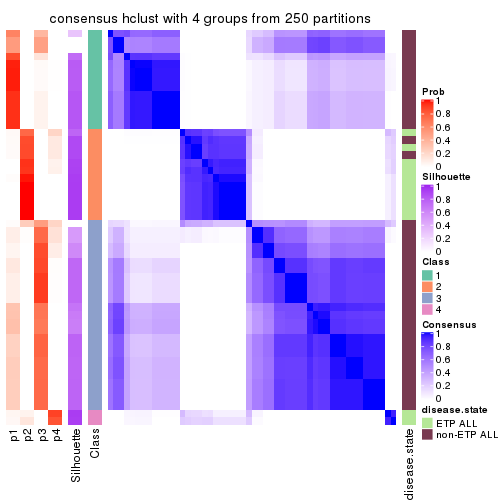 consensus hclust with 4 groups from 250 partitions
Prob
1
0.8
0.6
0.4
0.2
0
Silhouette
1
0.8
0.6
0.4
0.2
0
Class
1
2
3
4
Consensus
1
0.8
0.6
0.4
0.2
0
disease.state
ETP ALL
non-ETP ALL
p1
p2
p3
p4
Silhouette
Class
disease.state